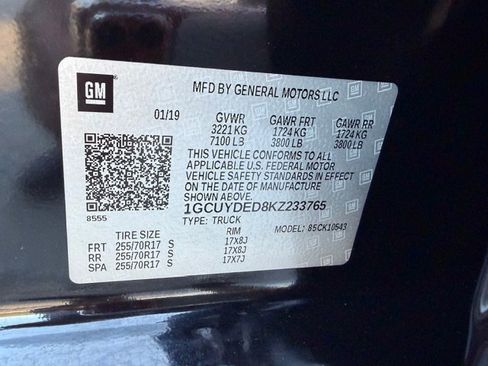 GM
MFD BY GENERAL MOTORS LLC
01/19 GVWR GAWR FRT GAWR RR
3221 KG 1724 KG 1724 KG
7100 LB 3800 LB 3800 LB
THIS VEHICLE CONFORMS TO ALL
APPLICABLE U.S. FEDERAL MOTOR
VEHICLE SAFETY STANDARDS IN EFFECT
ON THE DATE OF MANUFACTURE
SHOWN ABOVE.
1GCUYDED8KZ233765
8555
TYPE: TRUCK MODEL: 85CK10543
TIRE SIZE RIM
FRT 255/70R17 S 17X8J
RR 255/70R17 S 17X8J
SPA 255/70R17 S 17X7J